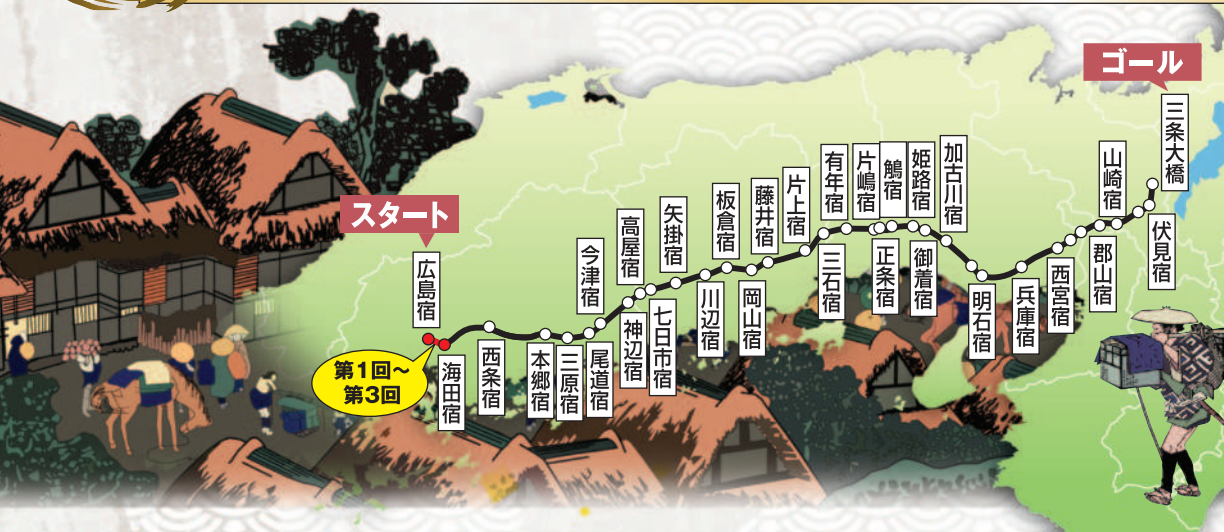 スタート
ゴール
広島宿
海田宿
西条宿
本郷宿
三原宿
尾道宿
今津宿
神辺宿
高屋宿
七日市宿
矢掛宿
川辺宿
板倉宿
岡山宿
藤井宿
片上宿
三石宿
有年宿
片嶋宿
正条宿
鵤宿
姫路宿
御着宿
加古川宿
明石宿
兵庫宿
西宮宿
郡山宿
山崎宿
伏見宿
三条大橋
第1回～
第3回